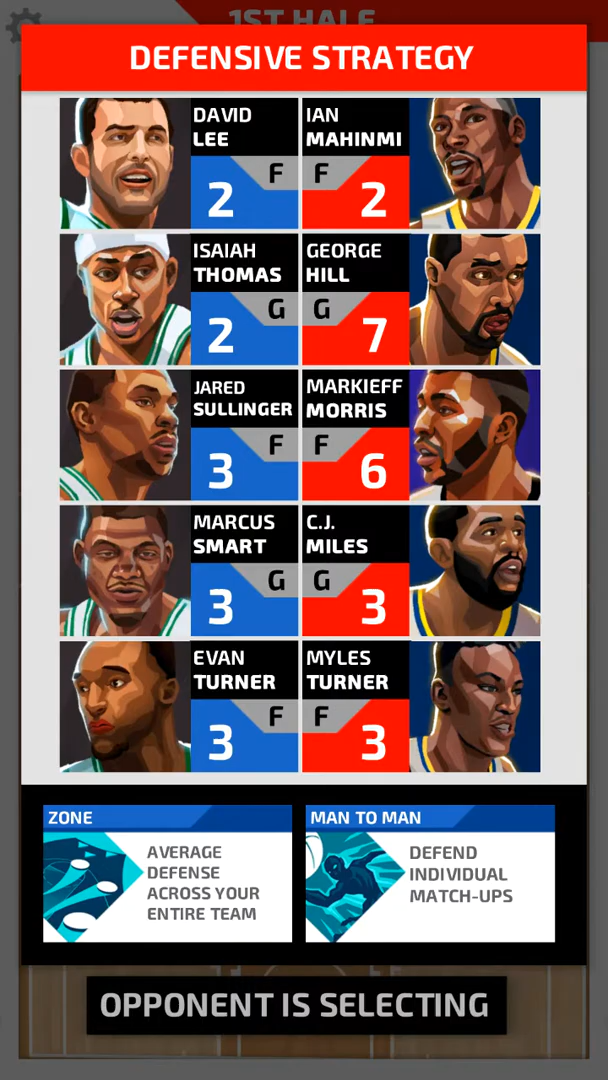 1ST HALF
DEFENSIVE STRATEGY
DAVID
LEE
F
2
IAN
MAHINMI
F
2
ISAIAH
THOMAS
G
2
GEORGE
HILL
G
7
JARED
SULLINGER
F
3
MARKIEFF
MORRIS
F
6
MARCUS
SMART
G
3
C.J.
MILES
G
3
EVAN
TURNER
F
3
MYLES
TURNER
F
3
ZONE
AVERAGE
DEFENSE
ACROSS YOUR
ENTIRE TEAM
MAN TO MAN
DEFEND
INDIVIDUAL
MATCH-UPS
OPPONENT IS SELECTING